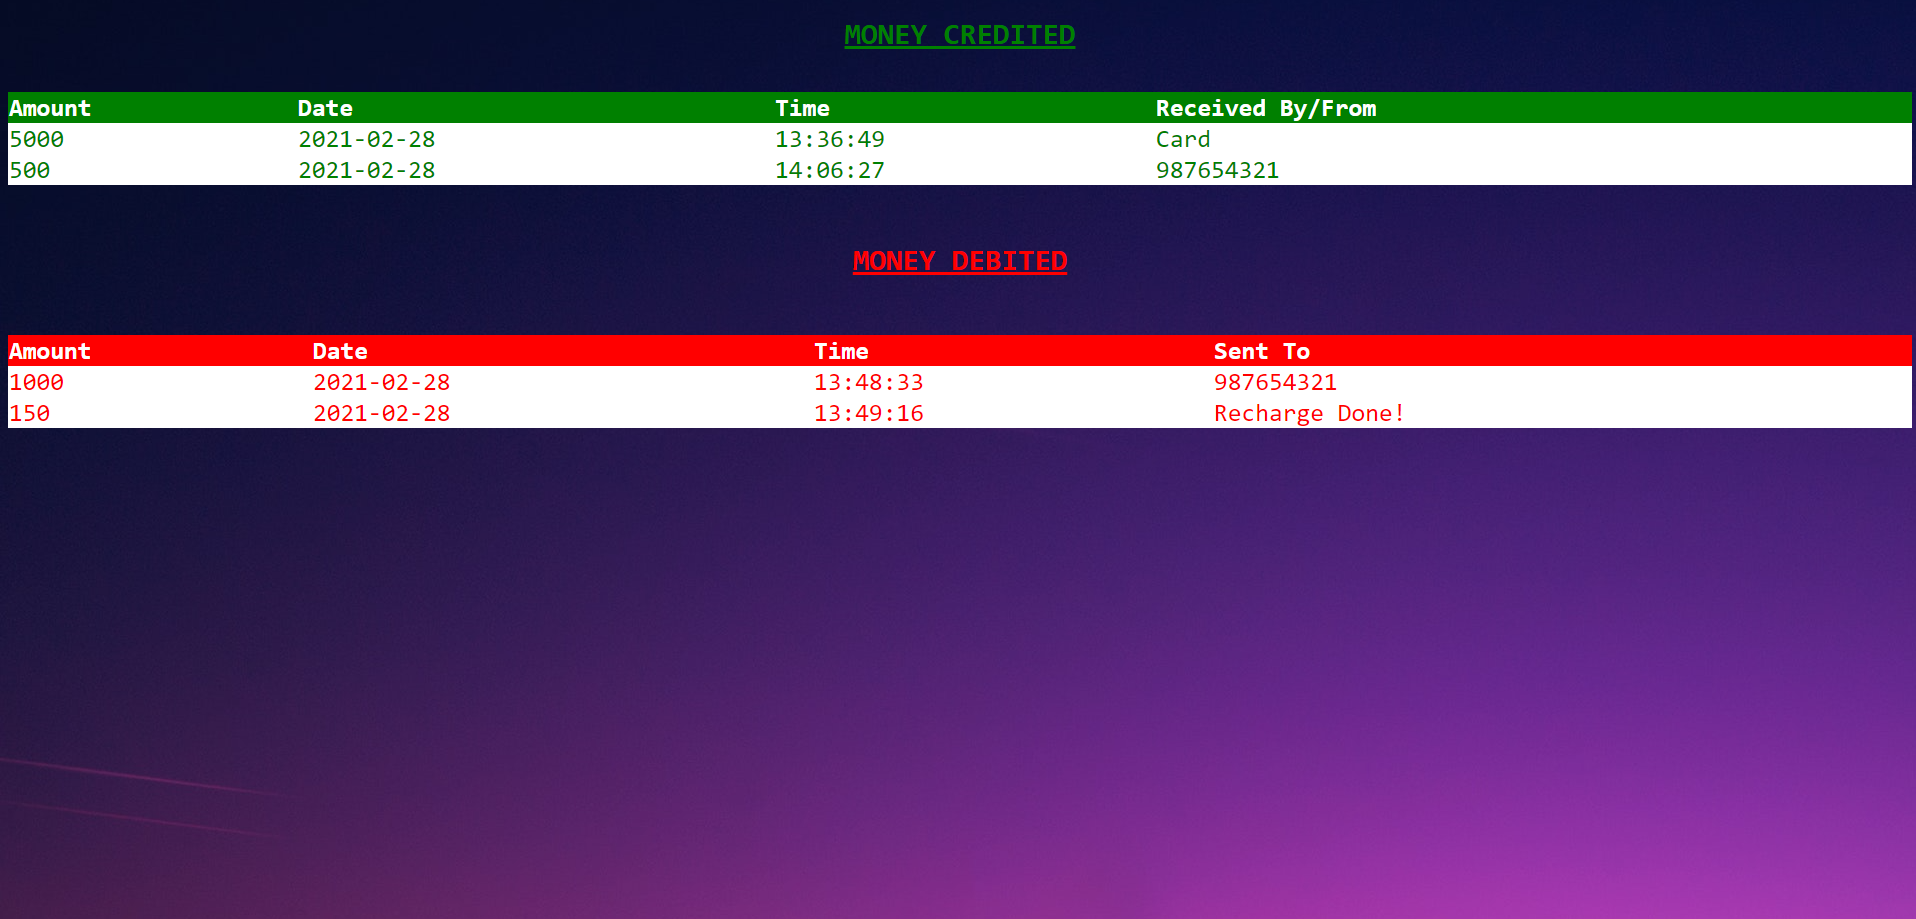 MONEY CREDITED
Amount Date Time Received By/From
5000 2021-02-28 13:36:49 Card
500 2021-02-28 14:06:27 987654321
MONEY DEBITED
Amount Date Time Sent To
1000 2021-02-28 13:48:33 987654321
150 2021-02-28 13:49:16 Recharge Done!